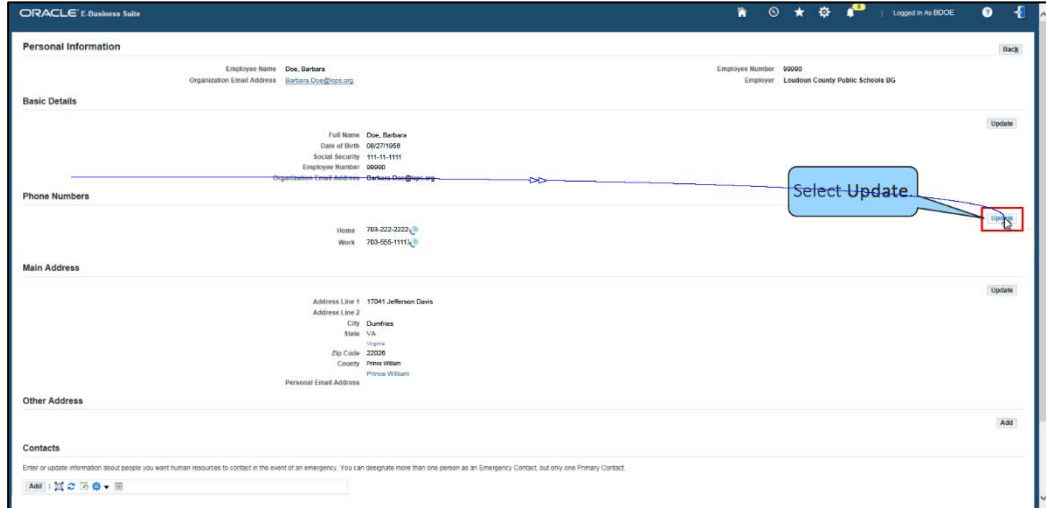 ORACLE E-Business Suite
Logged In As BDOE
Personal Information
Back
Employee Name Doe, Barbara
Employee Number 99990
Organization Email Address Barbara.Doe@lcps.org
Employer Loudoun County Public Schools BG
Basic Details
Update
Full Name Doe, Barbara
Date of Birth 08/27/1958
Social Security 111-11-1111
Employee Number 99990
Organization Email Address Barbara.Doe@lcps.org
Select Update.
Phone Numbers
Update
Home 703-222-2222
Work 703-555-1111
Main Address
Update
Address Line 1 17041 Jefferson Davis
Address Line 2
City Dumfries
State VA
Virginia
Zip Code 22026
County Prince William
Prince William
Personal Email Address
Other Address
Add
Contacts
Enter or update information about people you want human resources to contact in the event of an emergency. You can designate more than one person as an Emergency Contact, but only one Primary Contact.
Add